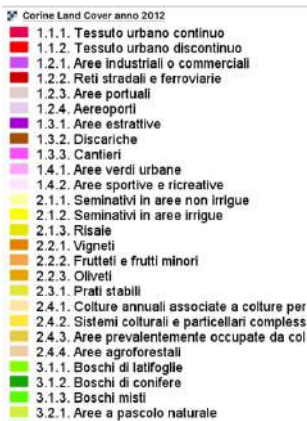 Corine Land Cover anno 2012
1.1.1. Tessuto urbano continuo
1.1.2. Tessuto urbano discontinuo
1.2.1. Aree industriali o commerciali
1.2.2. Reti stradali e ferroviarie
1.2.3. Aree portuali
1.2.4. Aereoporti
1.3.1. Aree estrattive
1.3.2. Discariche
1.3.3. Cantieri
1.4.1. Aree verdi urbane
1.4.2. Aree sportive e ricreative
2.1.1. Seminativi in aree non irrigue
2.1.2. Seminativi in aree irrigue
2.1.3. Risaie
2.2.1. Vigneti
2.2.2. Frutteti e frutti minori
2.2.3. Oliveti
2.3.1. Prati stabili
2.4.1. Colture annuali associate a colture per
2.4.2. Sistemi colturali e particellari compless
2.4.3. Aree prevalentemente occupate da col
2.4.4. Aree agroforestali
3.1.1. Boschi di latifoglie
3.1.2. Boschi di conifere
3.1.3. Boschi misti
3.2.1. Aree a pascolo naturale